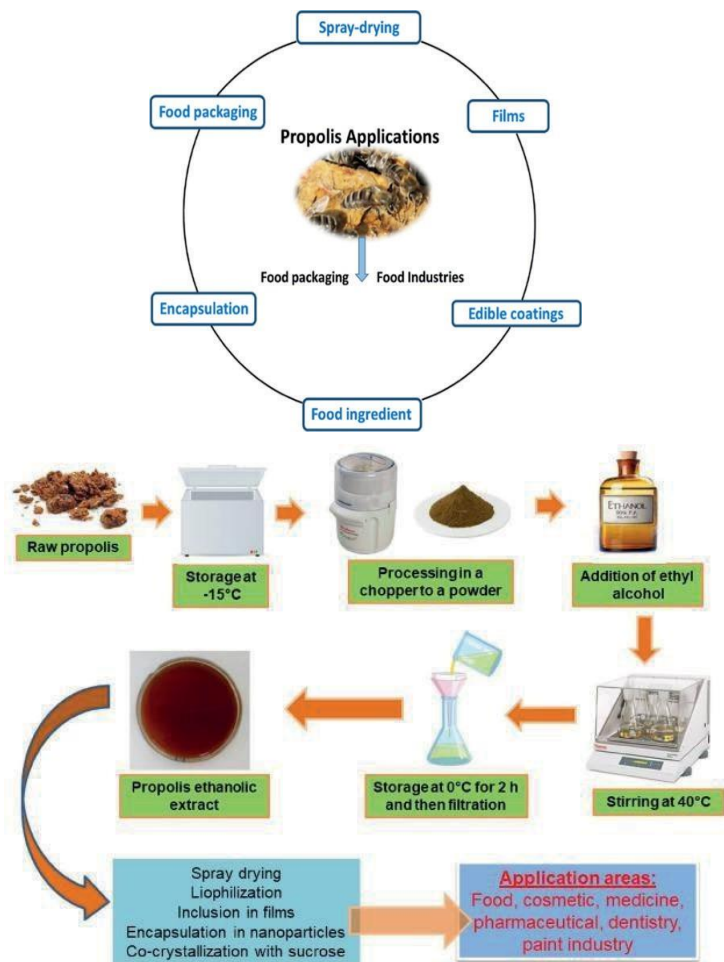 Spray-drying
Food packaging
Films
Propolis Applications
Food packaging
Food Industries
Encapsulation
Edible coatings
Food ingredient
Raw propolis
Storage at
-15°C
Processing in a
chopper to a powder
ETHANOL
Addition of ethyl
alcohol
Propolis ethanolic
extract
Storage at 0°C for 2 h
and then filtration
Stirring at 40°C
Spray drying
Liophilization
Inclusion in films
Encapsulation in nanoparticles
Co-crystallization with sucrose
Application areas:
Food, cosmetic, medicine,
pharmaceutical, dentistry,
paint industry